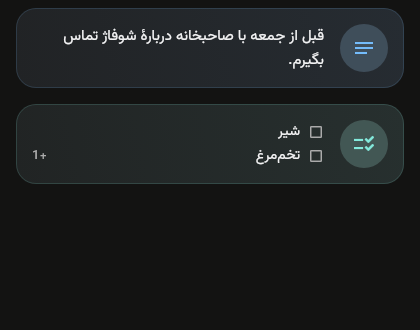 قبل از جمعه با صاحبخانه دربارهٔ شوفاژ تماس
بگیرم.
شیر
تخم‌مرغ
+1